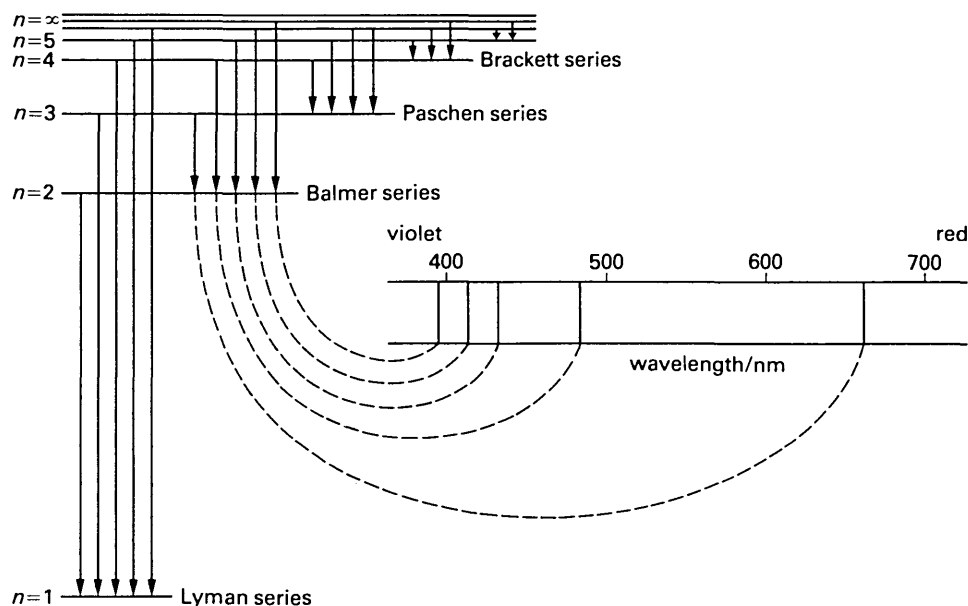 n=∞
n=5
n=4
Brackett series
n=3
Paschen series
n=2
Balmer series
violet
red
400
500
600
700
wavelength/nm
n=1
Lyman series